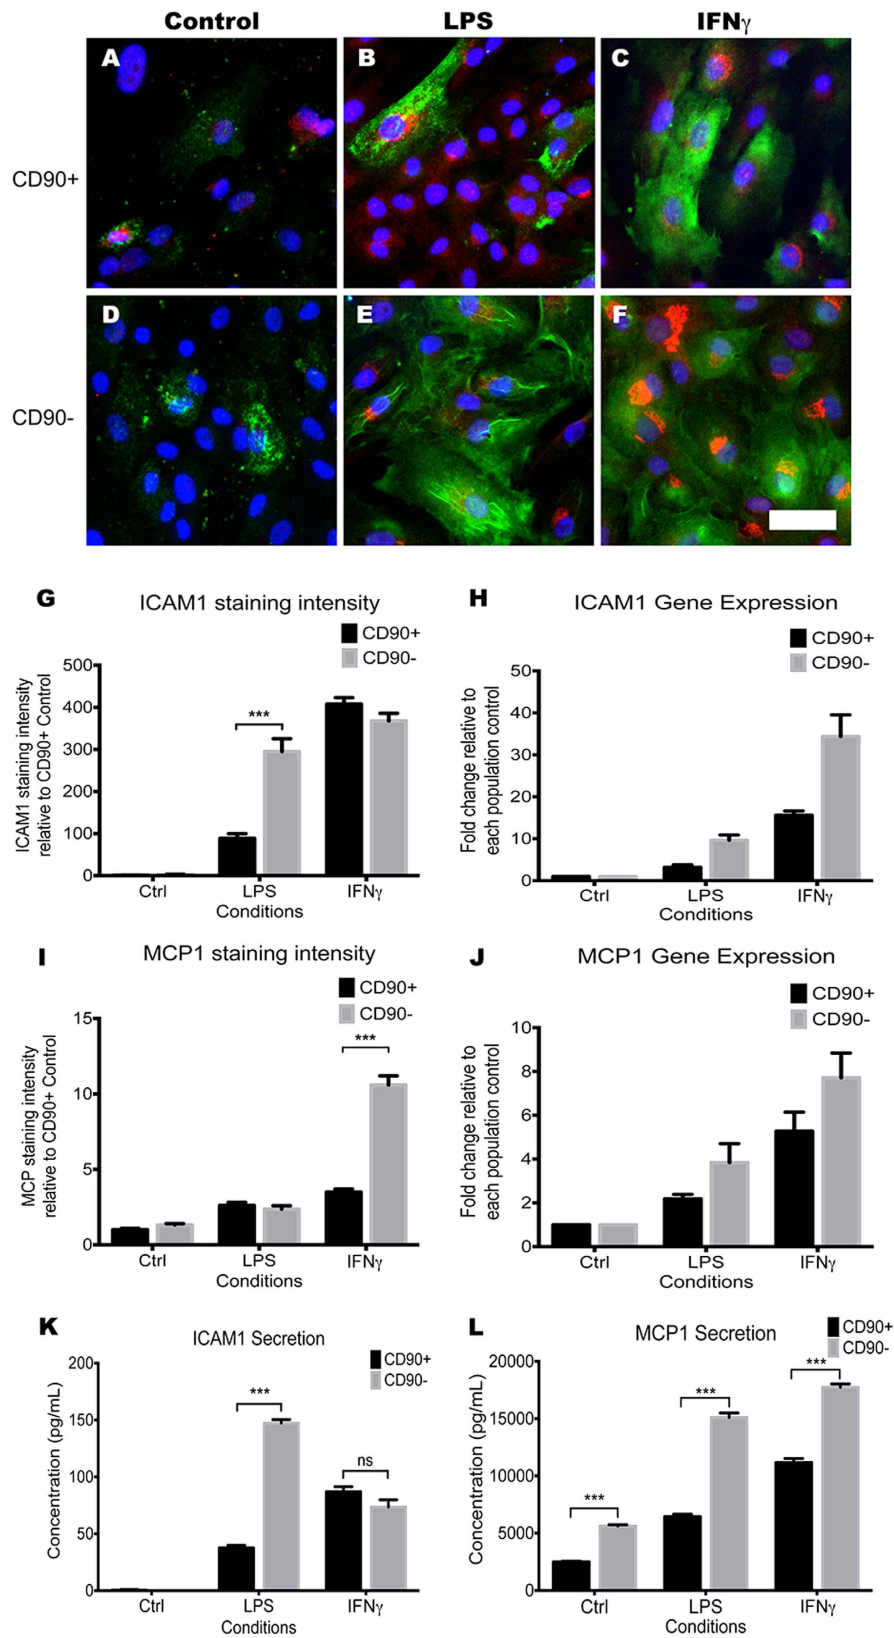 Control LPS IFNγ
A B C
CD90+
D E F
CD90-
G ICAM1 staining intensity
CD90+
CD90-
ICAM1 staining intensity
relative to CD90+ Control
500
400
300
200
100
0
***
Ctrl LPS IFNγ
Conditions
H ICAM1 Gene Expression
CD90+
CD90-
Fold change relative to
each population control
50
40
30
20
10
0
Ctrl LPS IFNγ
Conditions
I MCP1 staining intensity
CD90+
CD90-
MCP staining intensity
relative to CD90+ Control
15
10
5
0
***
Ctrl LPS IFNγ
Conditions
J MCP1 Gene Expression
CD90+
CD90-
Fold change relative to
each population control
10
8
6
4
2
0
Ctrl LPS IFNγ
Conditions
K ICAM1 Secretion
CD90+
CD90-
Concentration (pg/mL)
200
150
100
50
0
***
ns
Ctrl LPS IFNγ
Conditions
L MCP1 Secretion
CD90+
CD90-
Concentration (pg/mL)
20000
15000
10000
5000
0
***
***
***
Ctrl LPS IFNγ
Conditions